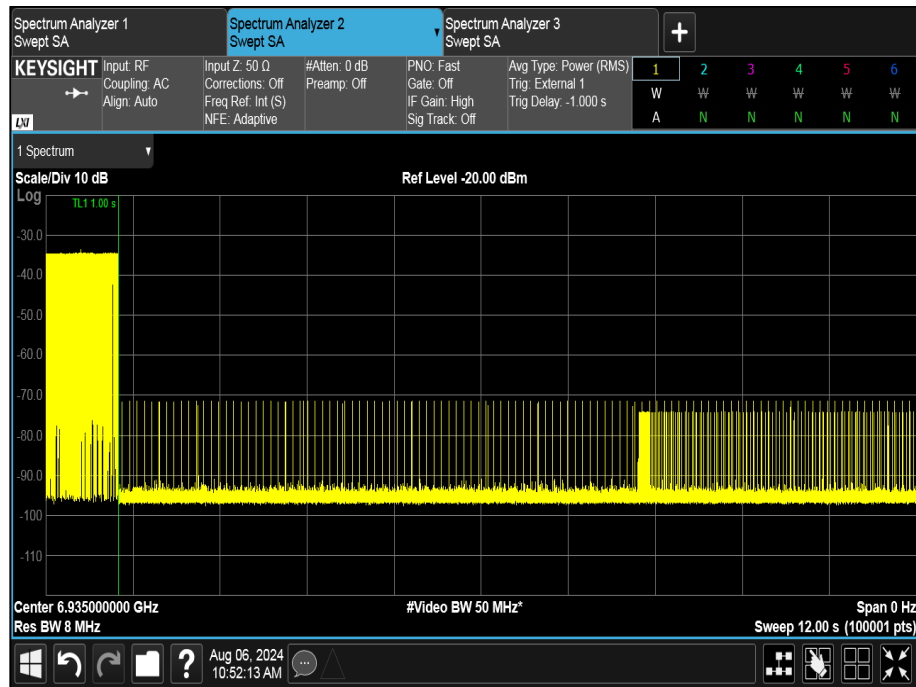 Spectrum Analyzer 1
Swept SA
Spectrum Analyzer 2
Swept SA
Spectrum Analyzer 3
Swept SA
+
KEYSIGHT
LXI
Input: RF
Coupling: AC
Align: Auto
Input Z: 50 Ω
Corrections: Off
Freq Ref: Int (S)
NFE: Adaptive
#Atten: 0 dB
Preamp: Off
PNO: Fast
Gate: Off
IF Gain: High
Sig Track: Off
Avg Type: Power (RMS)
Trig: External 1
Trig Delay: -1.000 s
1 2 3 4 5 6
W W W W W W
A N N N N N
1 Spectrum
Scale/Div 10 dB
Ref Level -20.00 dBm
Log
TL1 1.00 s
-30.0
-40.0
-50.0
-60.0
-70.0
-80.0
-90.0
-100
-110
Center 6.935000000 GHz
#Video BW 50 MHz*
Span 0 Hz
Res BW 8 MHz
Sweep 12.00 s (100001 pts)
?
Aug 06, 2024
10:52:13 AM